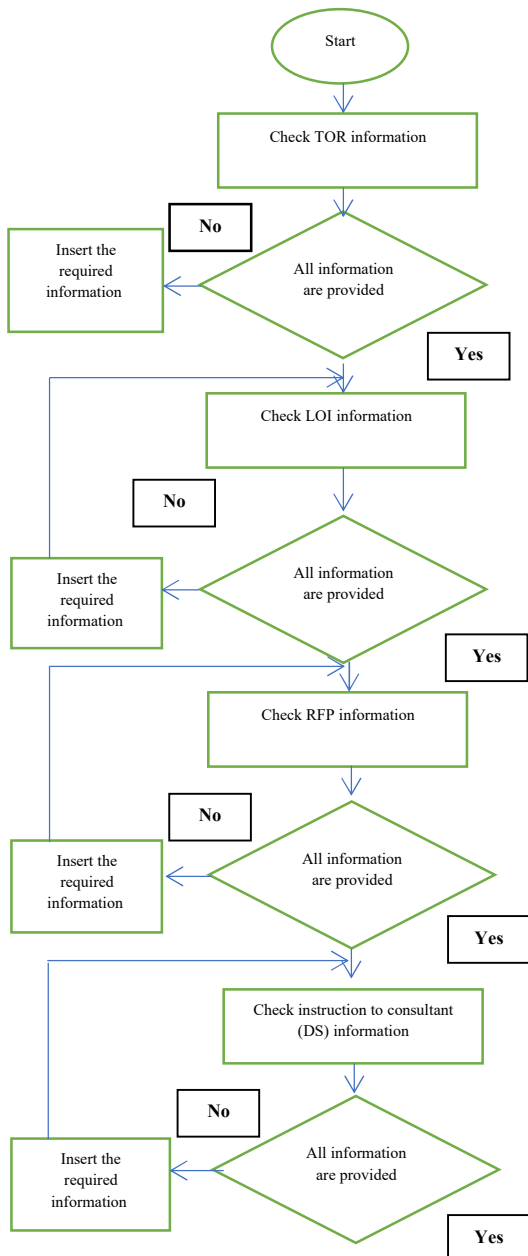 Start
Check TOR information
No
Insert the
required
information
All information
are provided
Yes
Check LOI information
No
Insert the
required
information
All information
are provided
Yes
Check RFP information
No
Insert the
required
information
All information
are provided
Yes
Check instruction to consultant
(DS) information
No
Insert the
required
information
All information
are provided
Yes